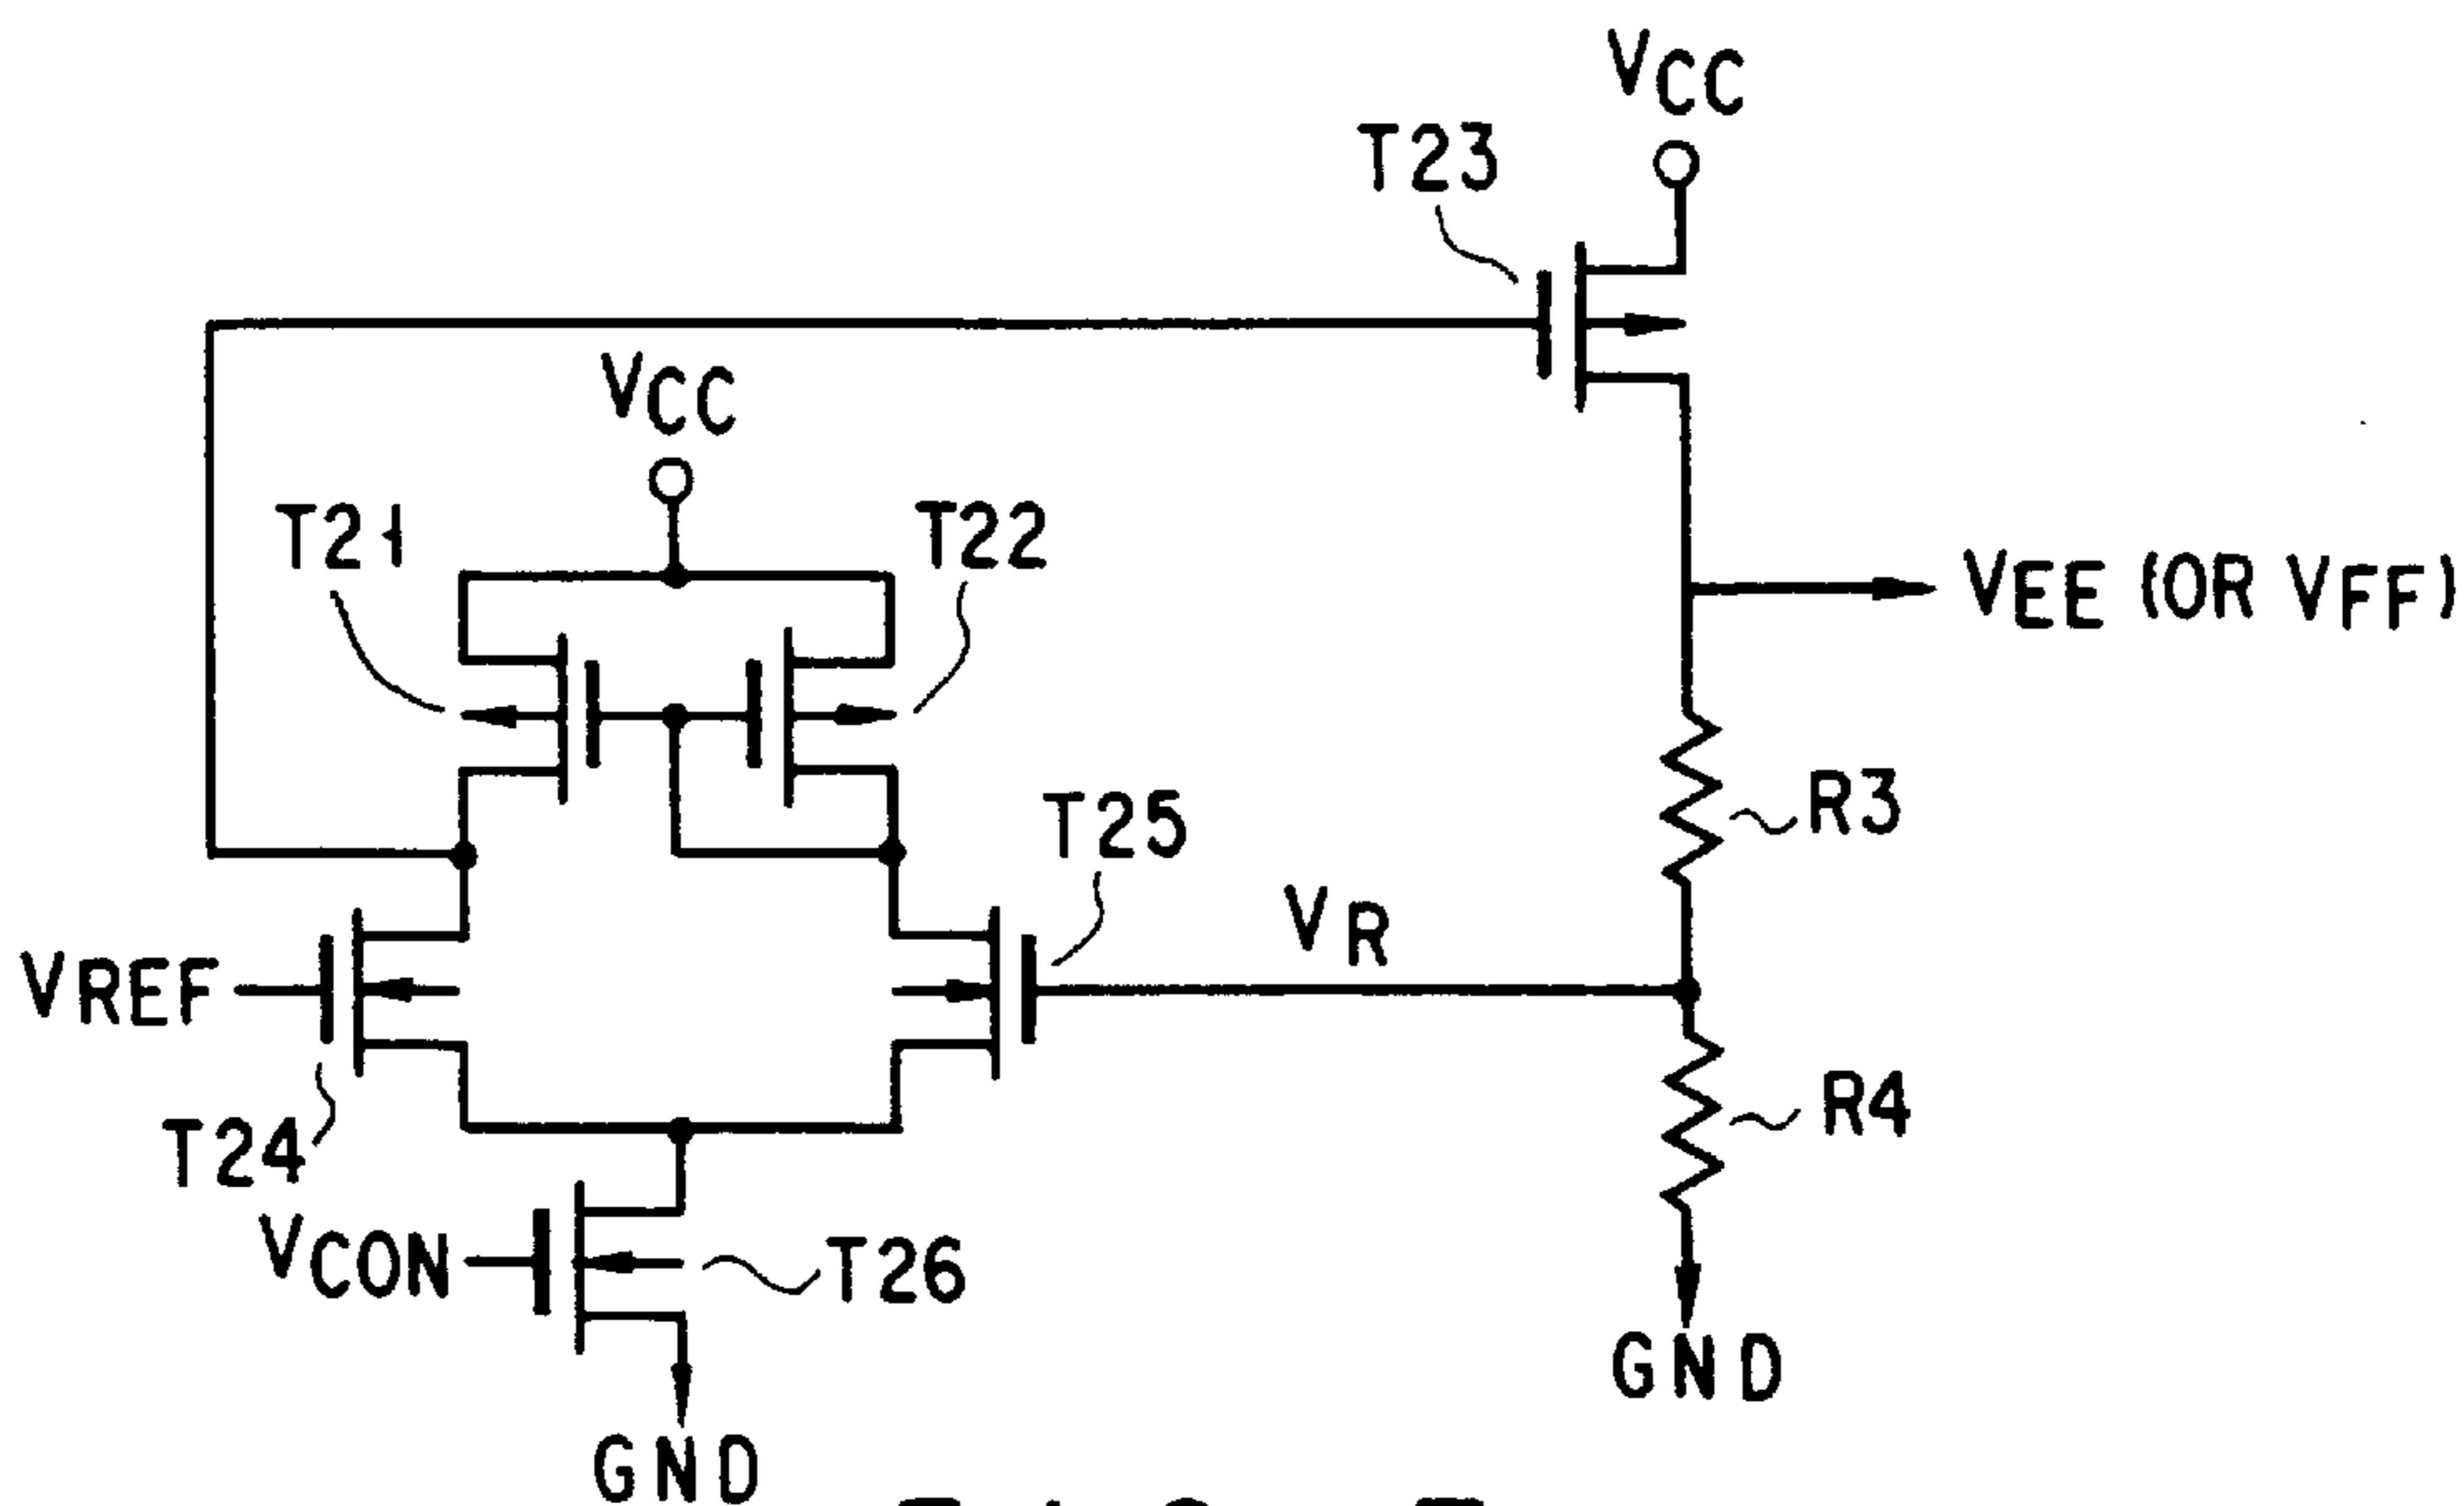 VCC
T23
VCC
T21
T22
VEE (OR VFF)
R3
T25
VR
VREF
R4
T24
VCON
T26
GND
GND